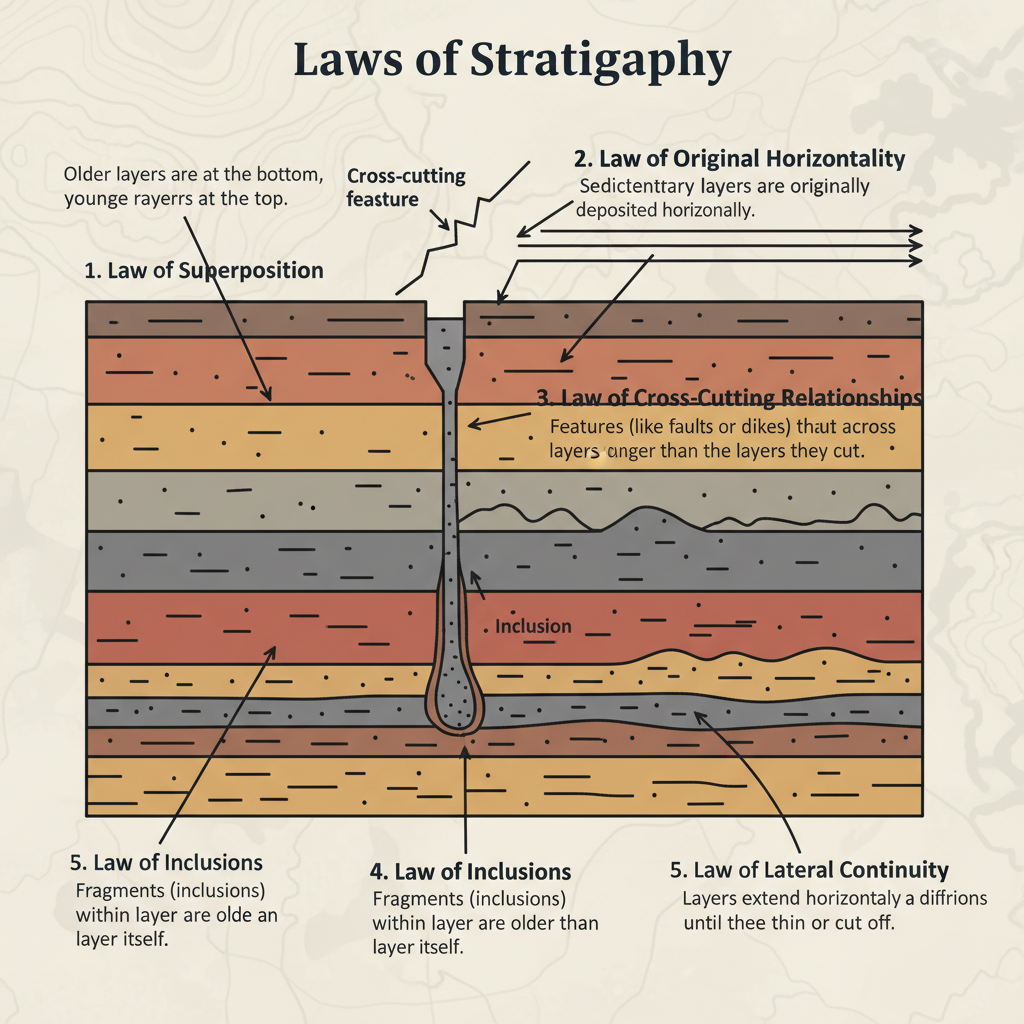 Laws of Stratigaphy
Older layers are at the bottom,
younge rayerrs at the top.
1. Law of Superposition
Cross-cutting
feasture
2. Law of Original Horizontality
Sedictentrary layers are originally
deposited horizonally.
3. Law of Cross-Cutting Relationships
Features (like faults or dikes) that across
layers unger than the layers they cut.
Inclusion
5. Law of Inclusions
Fragments (inclusions)
within layer are olde an
layer itself.
4. Law of Inclusions
Fragments (inclusions)
within layer are older than
layer itself.
5. Law of Lateral Continuity
Layers extend horizontaly a diffrions
until thee thin or cut off.